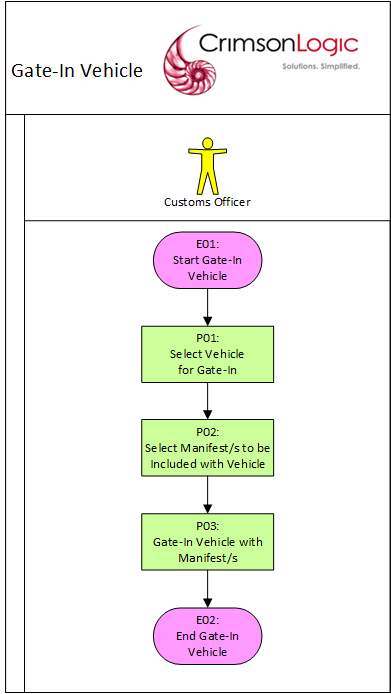 Gate-In Vehicle
CrimsonLogic
Solutions. Simplified.
Customs Officer
E01:
Start Gate-In
Vehicle
P01:
Select Vehicle
for Gate-In
P02:
Select Manifest/s to be
Included with Vehicle
P03:
Gate-In Vehicle with
Manifest/s
E02:
End Gate-In
Vehicle